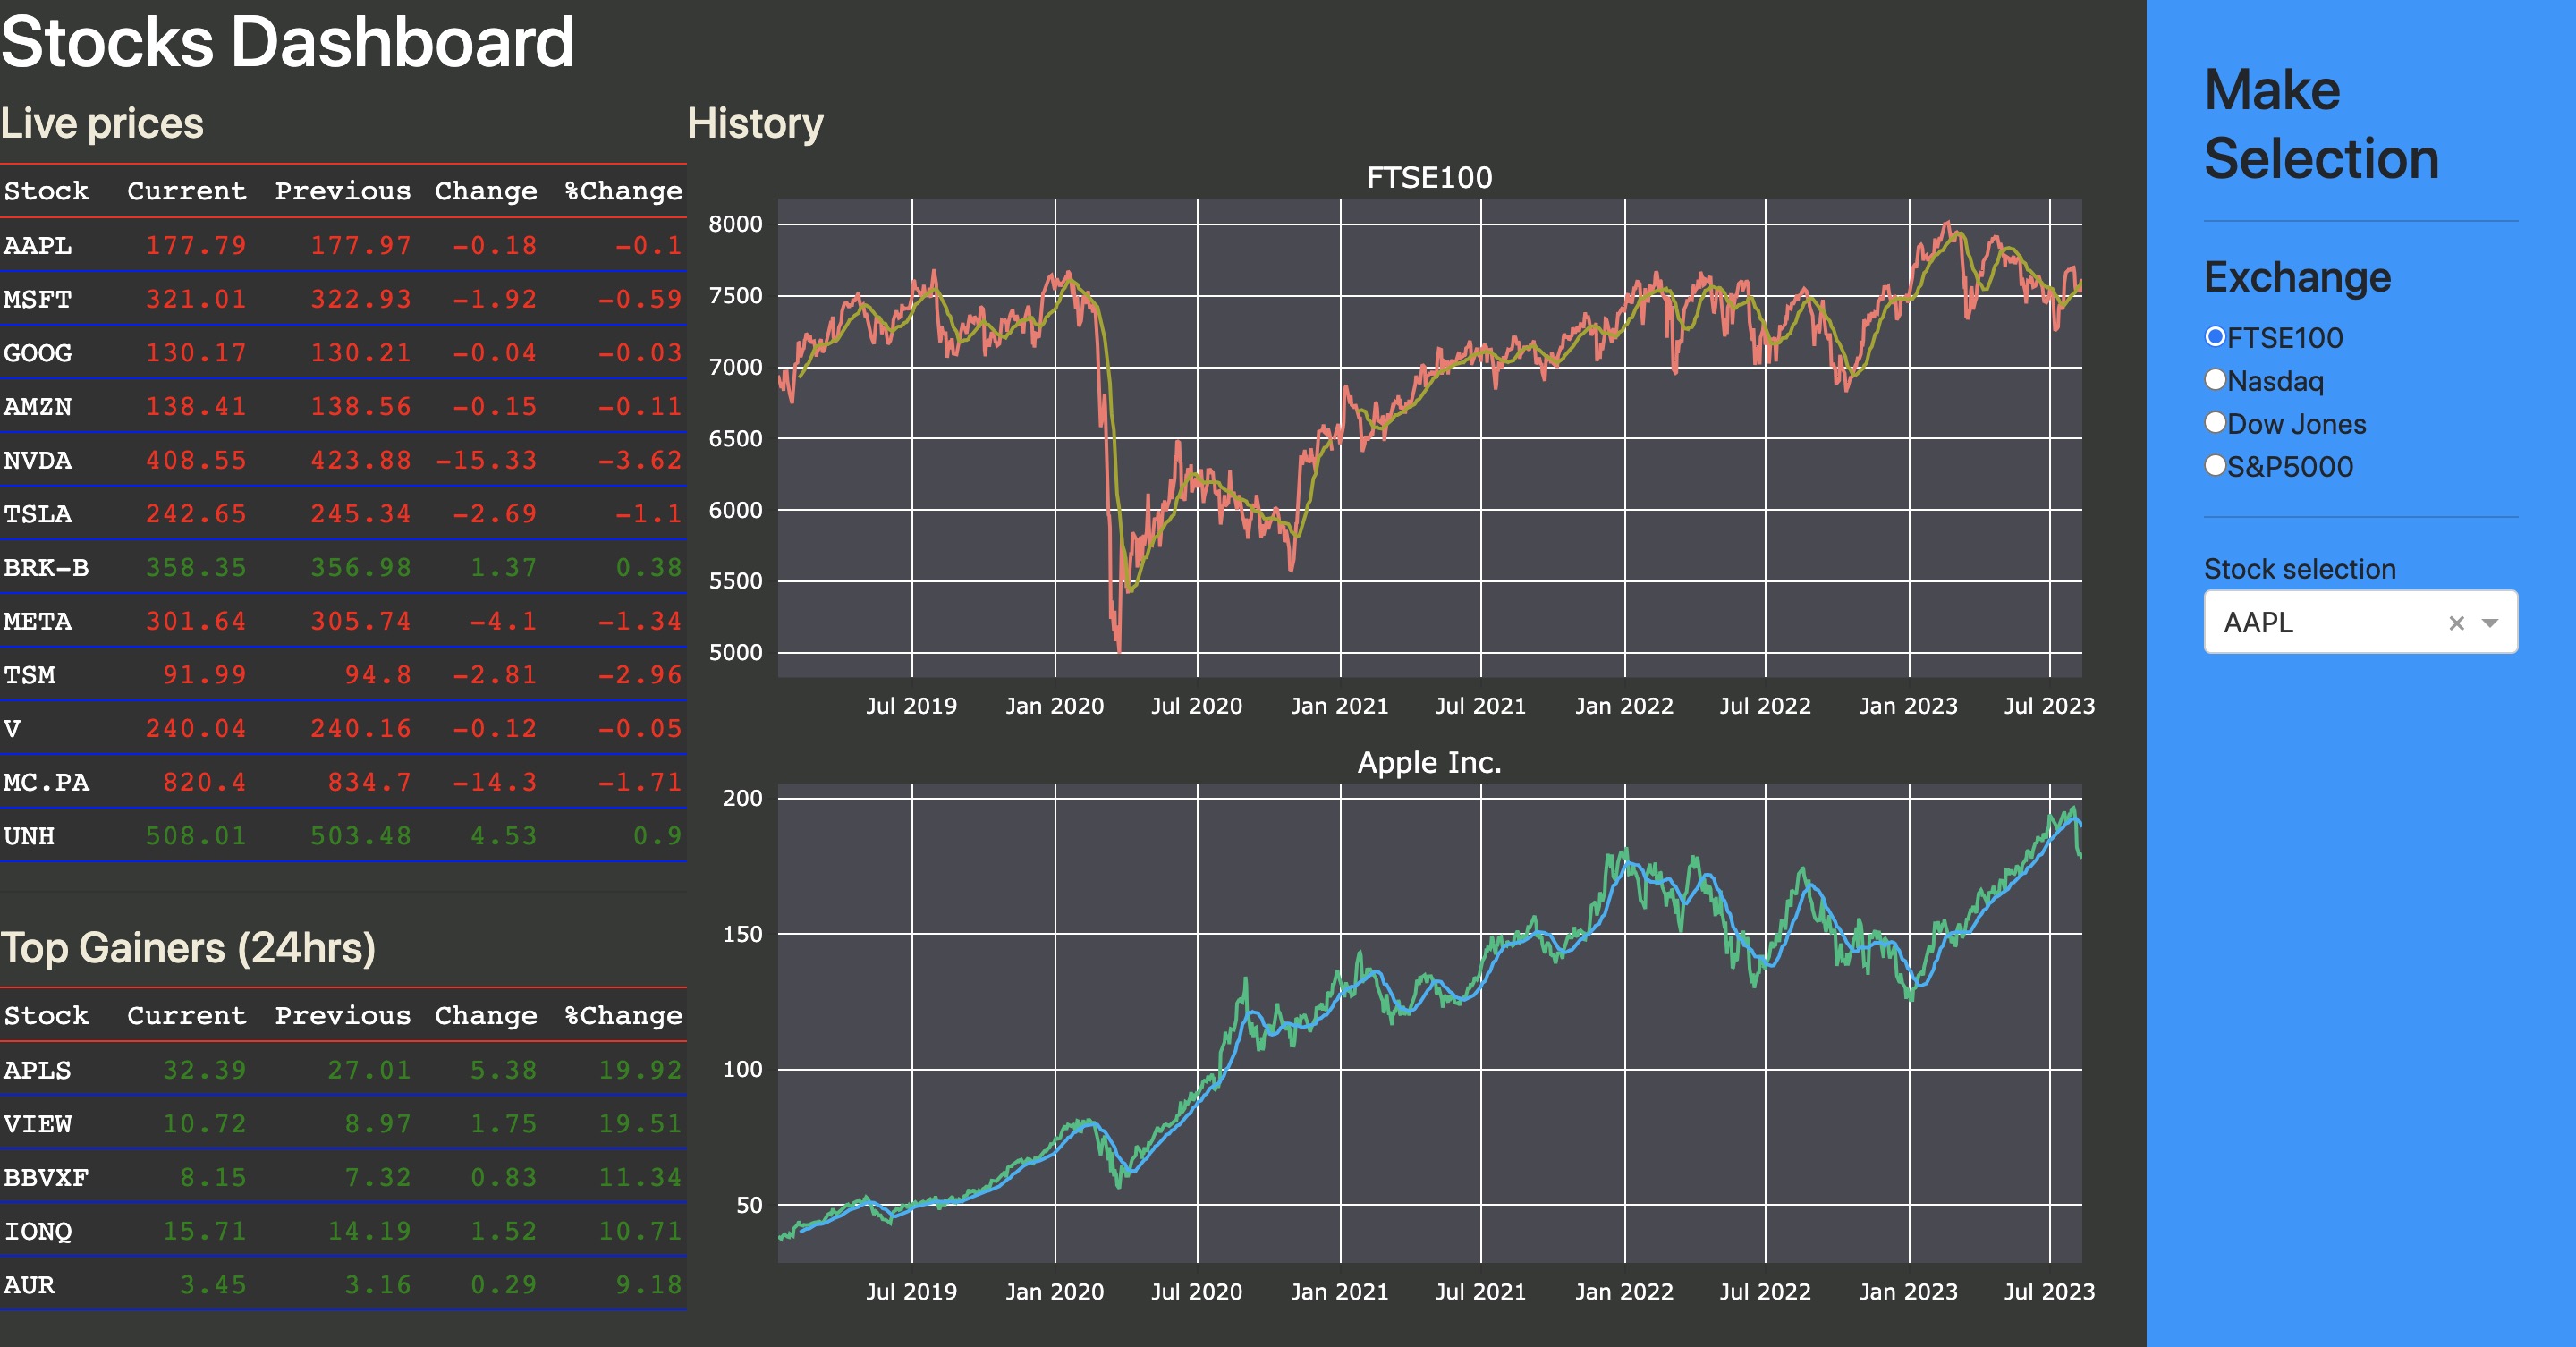 Stocks Dashboard
Live prices
Stock Current Previous Change %Change
AAPL 177.79 177.97 -0.18 -0.1
MSFT 321.01 322.93 -1.92 -0.59
GOOG 130.17 130.21 -0.04 -0.03
AMZN 138.41 138.56 -0.15 -0.11
NVDA 408.55 423.88 -15.33 -3.62
TSLA 242.65 245.34 -2.69 -1.1
BRK-B 358.35 356.98 1.37 0.38
META 301.64 305.74 -4.1 -1.34
TSM 91.99 94.8 -2.81 -2.96
V 240.04 240.16 -0.12 -0.05
MC.PA 820.4 834.7 -14.3 -1.71
UNH 508.01 503.48 4.53 0.9
Top Gainers (24hrs)
Stock Current Previous Change %Change
APLS 32.39 27.01 5.38 19.92
VIEW 10.72 8.97 1.75 19.51
BBVXF 8.15 7.32 0.83 11.34
IONQ 15.71 14.19 1.52 10.71
AUR 3.45 3.16 0.29 9.18
History
FTSE100
8000
7500
7000
6500
6000
5500
5000
Jul 2019 Jan 2020 Jul 2020 Jan 2021 Jul 2021 Jan 2022 Jul 2022 Jan 2023 Jul 2023
Apple Inc.
200
150
100
50
Jul 2019 Jan 2020 Jul 2020 Jan 2021 Jul 2021 Jan 2022 Jul 2022 Jan 2023 Jul 2023
Make
Selection
Exchange
FTSE100
Nasdaq
Dow Jones
S&P5000
Stock selection
AAPL